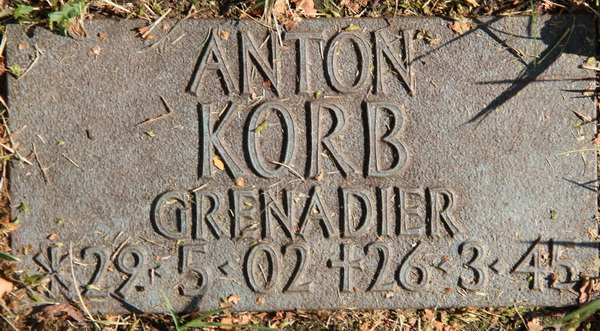 ANTON
KORB
GRENADIER
*29·5·02 †26·3·45